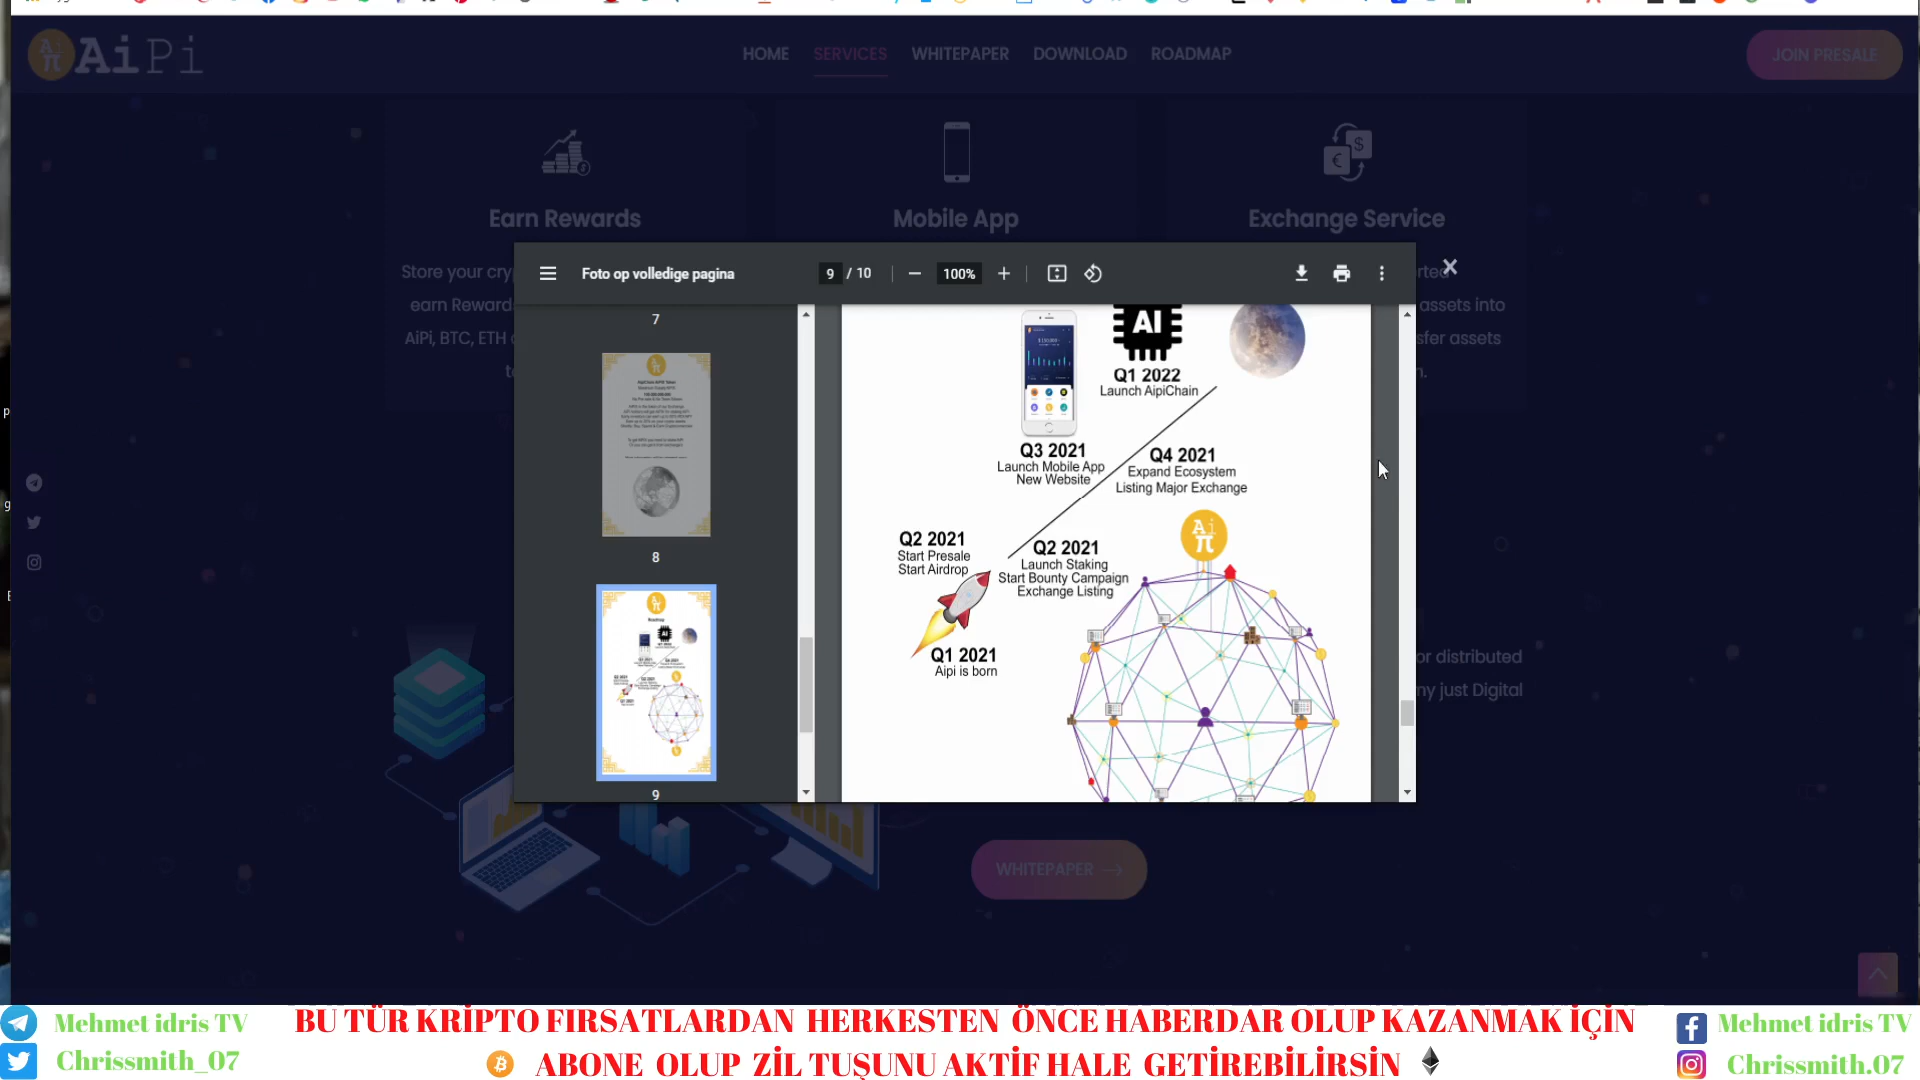 AiPi
HOME
SERVICES
WHITEPAPER
DOWNLOAD
ROADMAP
JOIN PRESALE
Earn Rewards
Mobile App
Exchange Service
Store your cry
earn Reward
AiPi, BTC, ETH
assets into
sfer assets
Foto op volledige pagina
9 / 10
100%
7
8
9
AI
Q1 2022
Launch AipiChain
Q3 2021
Launch Mobile App
New Website
Q4 2021
Expand Ecosystem
Listing Major Exchange
Q2 2021
Start Presale
Start Airdrop
Q2 2021
Launch Staking
Start Bounty Campaign
Exchange Listing
Q1 2021
Aipi is born
Ai
π
or distributed
ny just Digital
WHITEPAPER
Mehmet idris TV
Chrissmith_07
BU TÜR KRİPTO FIRSATLARDAN HERKESTEN ÖNCE HABERDAR OLUP KAZANMAK İÇİN
ABONE OLUP ZİL TUŞUNU AKTİF HALE GETİREBİLİRSİN
Mehmet idris TV
Chrissmith.07